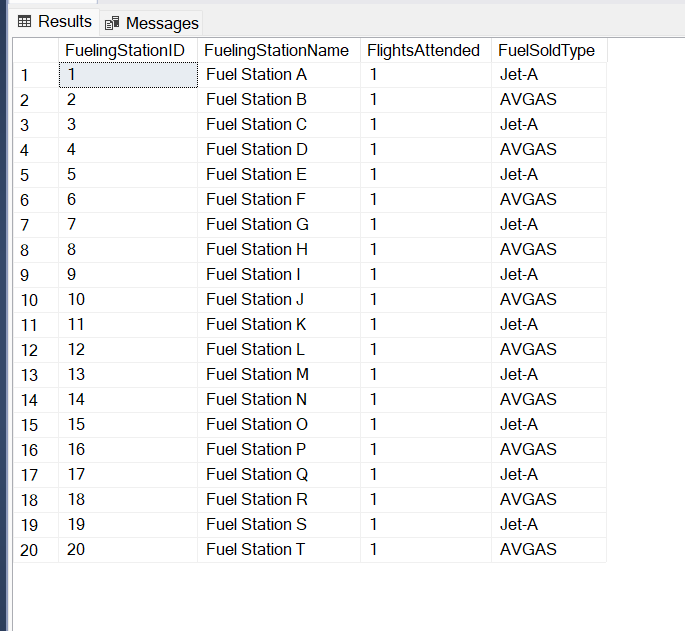 Results Messages
FuelingStationID FuelingStationName FlightsAttended FuelSoldType
1 1 Fuel Station A 1 Jet-A
2 2 Fuel Station B 1 AVGAS
3 3 Fuel Station C 1 Jet-A
4 4 Fuel Station D 1 AVGAS
5 5 Fuel Station E 1 Jet-A
6 6 Fuel Station F 1 AVGAS
7 7 Fuel Station G 1 Jet-A
8 8 Fuel Station H 1 AVGAS
9 9 Fuel Station I 1 Jet-A
10 10 Fuel Station J 1 AVGAS
11 11 Fuel Station K 1 Jet-A
12 12 Fuel Station L 1 AVGAS
13 13 Fuel Station M 1 Jet-A
14 14 Fuel Station N 1 AVGAS
15 15 Fuel Station O 1 Jet-A
16 16 Fuel Station P 1 AVGAS
17 17 Fuel Station Q 1 Jet-A
18 18 Fuel Station R 1 AVGAS
19 19 Fuel Station S 1 Jet-A
20 20 Fuel Station T 1 AVGAS